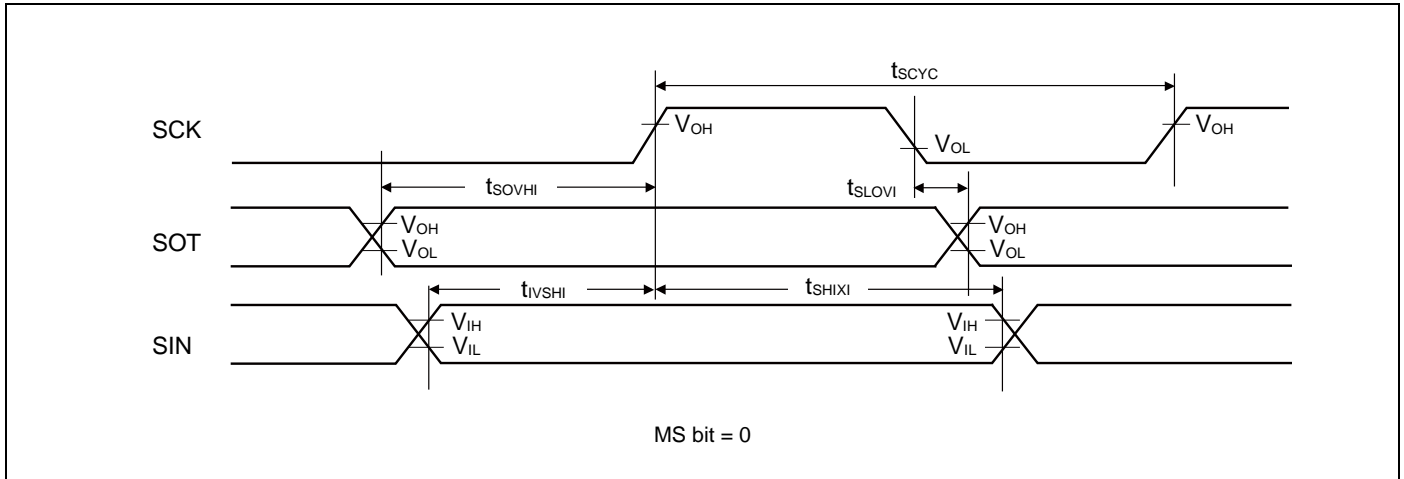 tSCYC
SCK
VOH
VOL
VOH
tSOVHI
tSLOVI
SOT
VOH
VOL
VOH
VOL
tIVSHI
tSHIXI
SIN
VIH
VIL
VIH
VIL
MS bit = 0